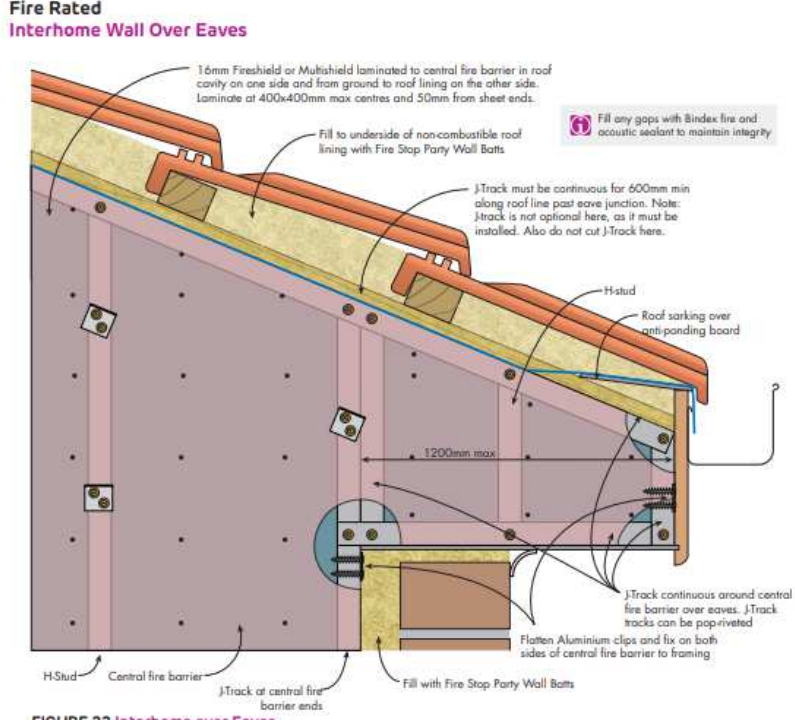 Fire Rated
Interhome Wall Over Eaves
16mm Fireshield or Multishield laminated to central fire barrier in roof
cavity on one side and from ground to roof lining on the other side.
Laminate at 400x400mm max centres and 50mm from sheet ends.
Fill any gaps with Bindex fire and
acoustic sealant to maintain integrity
Fill to underside of non-combustible roof
lining with Fire Stop Party Wall Batts
J-Track must be continuous for 600mm min
along roof line past eave junction. Note:
J-track is not optional here, as it must be
installed. Also do not cut J-Track here.
H-stud
Roof sarking over
anti-ponding board
1200mm max
J-Track continuous around central
fire barrier over eaves. J-Track
tracks can be pop-riveted
Flatten Aluminium clips and fix on both
sides of central fire barrier to framing
H-Stud
Central fire barrier
J-Track at central fire
barrier ends
Fill with Fire Stop Party Wall Batts
FIGURE 22 Interhome over Eaves